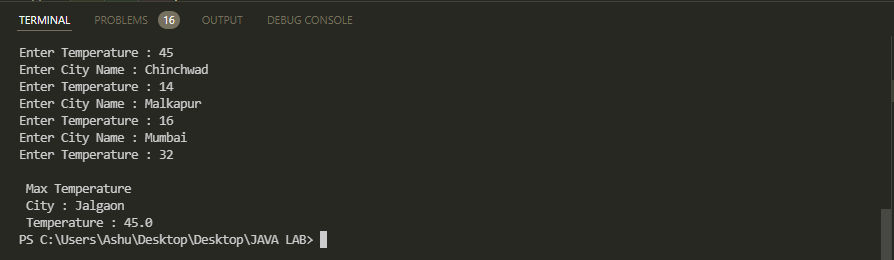 TERMINAL PROBLEMS 16 OUTPUT DEBUG CONSOLE
Enter Temperature : 45
Enter City Name : Chinchwad
Enter Temperature : 14
Enter City Name : Malkapur
Enter Temperature : 16
Enter City Name : Mumbai
Enter Temperature : 32
Max Temperature
City : Jalgaon
Temperature : 45.0
PS C:\Users\Ashu\Desktop\Desktop\JAVA LAB>